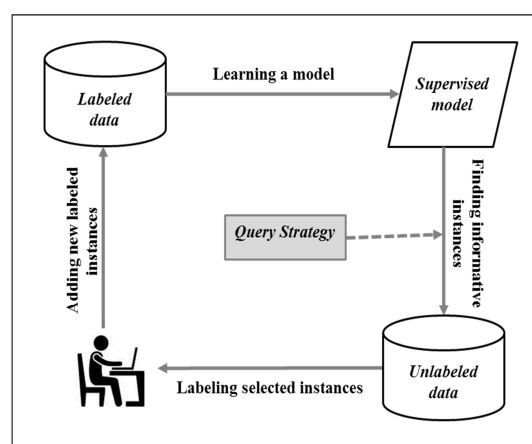 Labeled
data
Learning a model
Supervised
model
Finding informative
instances
Query Strategy
Adding new labeled
instances
Labeling selected instances
Unlabeled
data